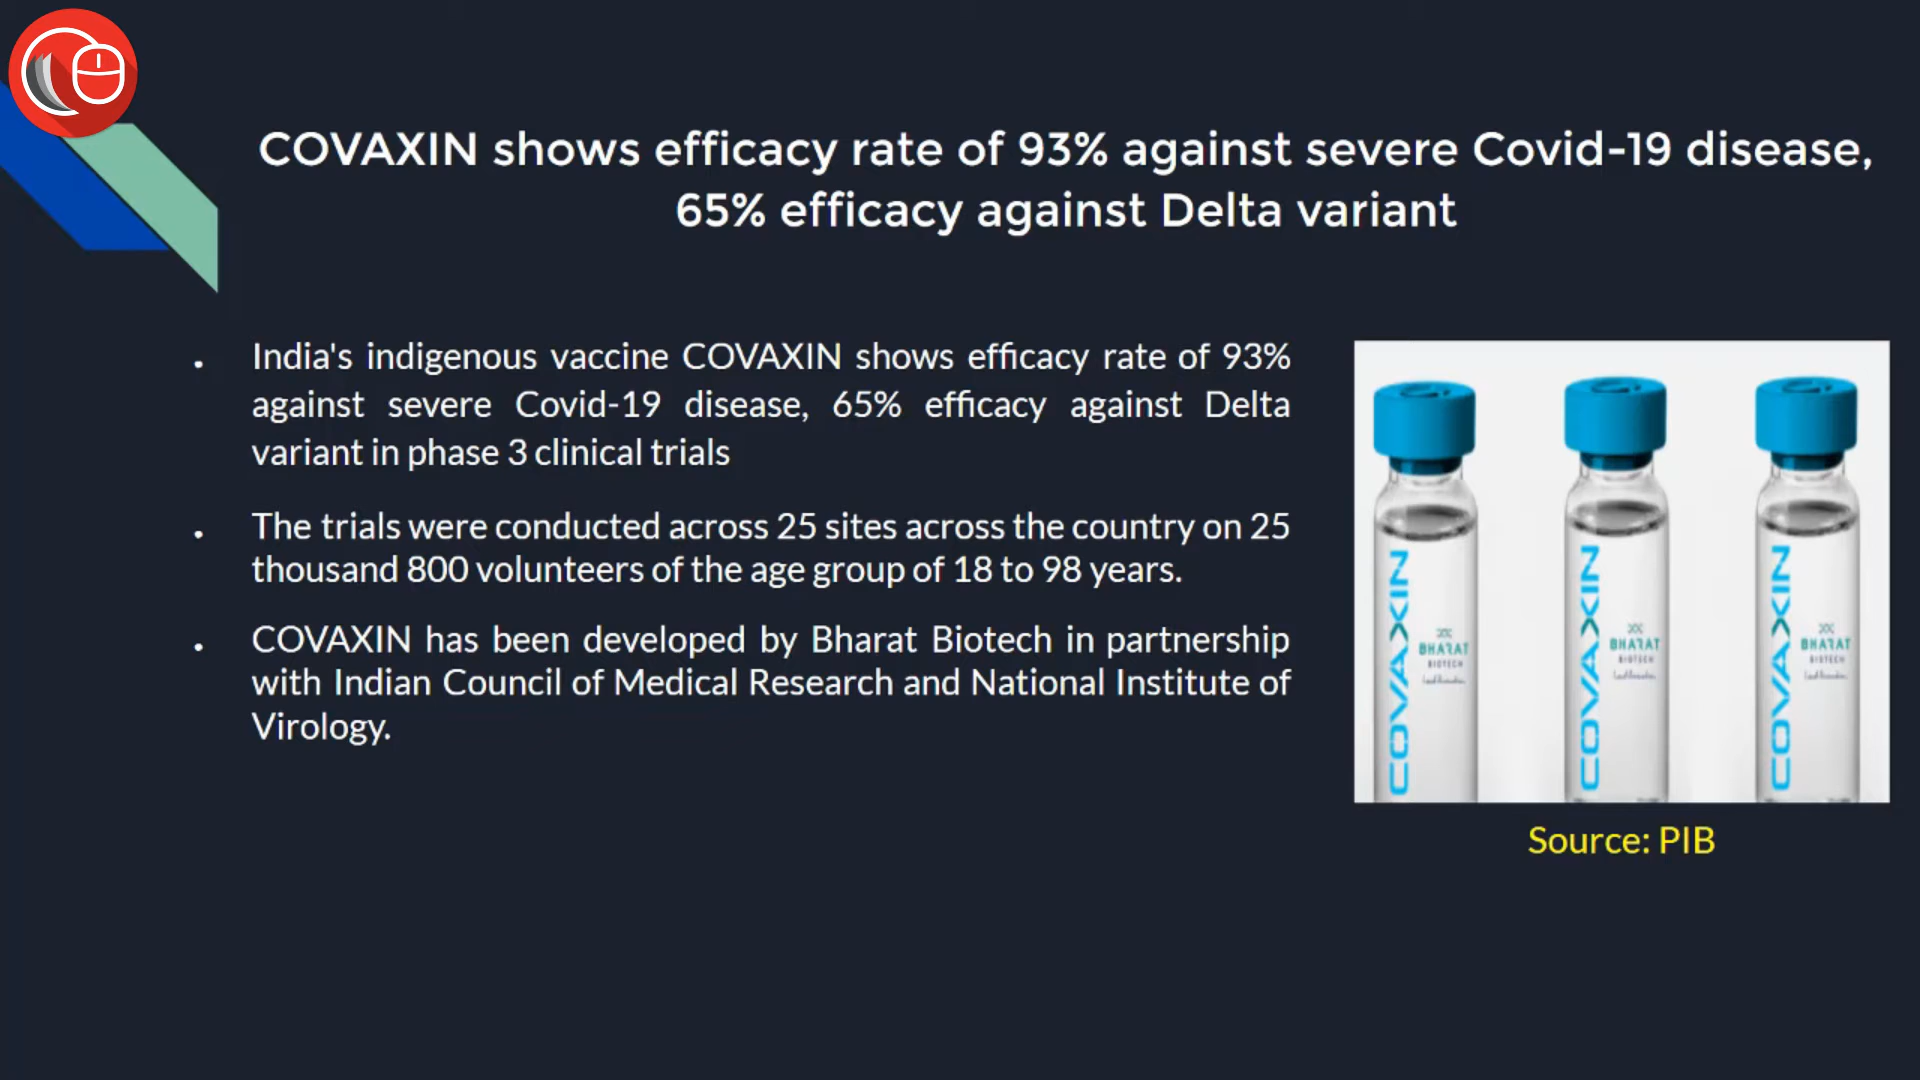 COVAXIN shows efficacy rate of 93% against severe Covid-19 disease,
65% efficacy against Delta variant
India's indigenous vaccine COVAXIN shows efficacy rate of 93%
against severe Covid-19 disease, 65% efficacy against Delta
variant in phase 3 clinical trials
The trials were conducted across 25 sites across the country on 25
thousand 800 volunteers of the age group of 18 to 98 years.
COVAXIN has been developed by Bharat Biotech in partnership
with Indian Council of Medical Research and National Institute of
Virology.
COVAXIN
BHARAT
BIOTECH
COVAXIN
BHARAT
BIOTECH
COVAXIN
BHARAT
BIOTECH
Source: PIB